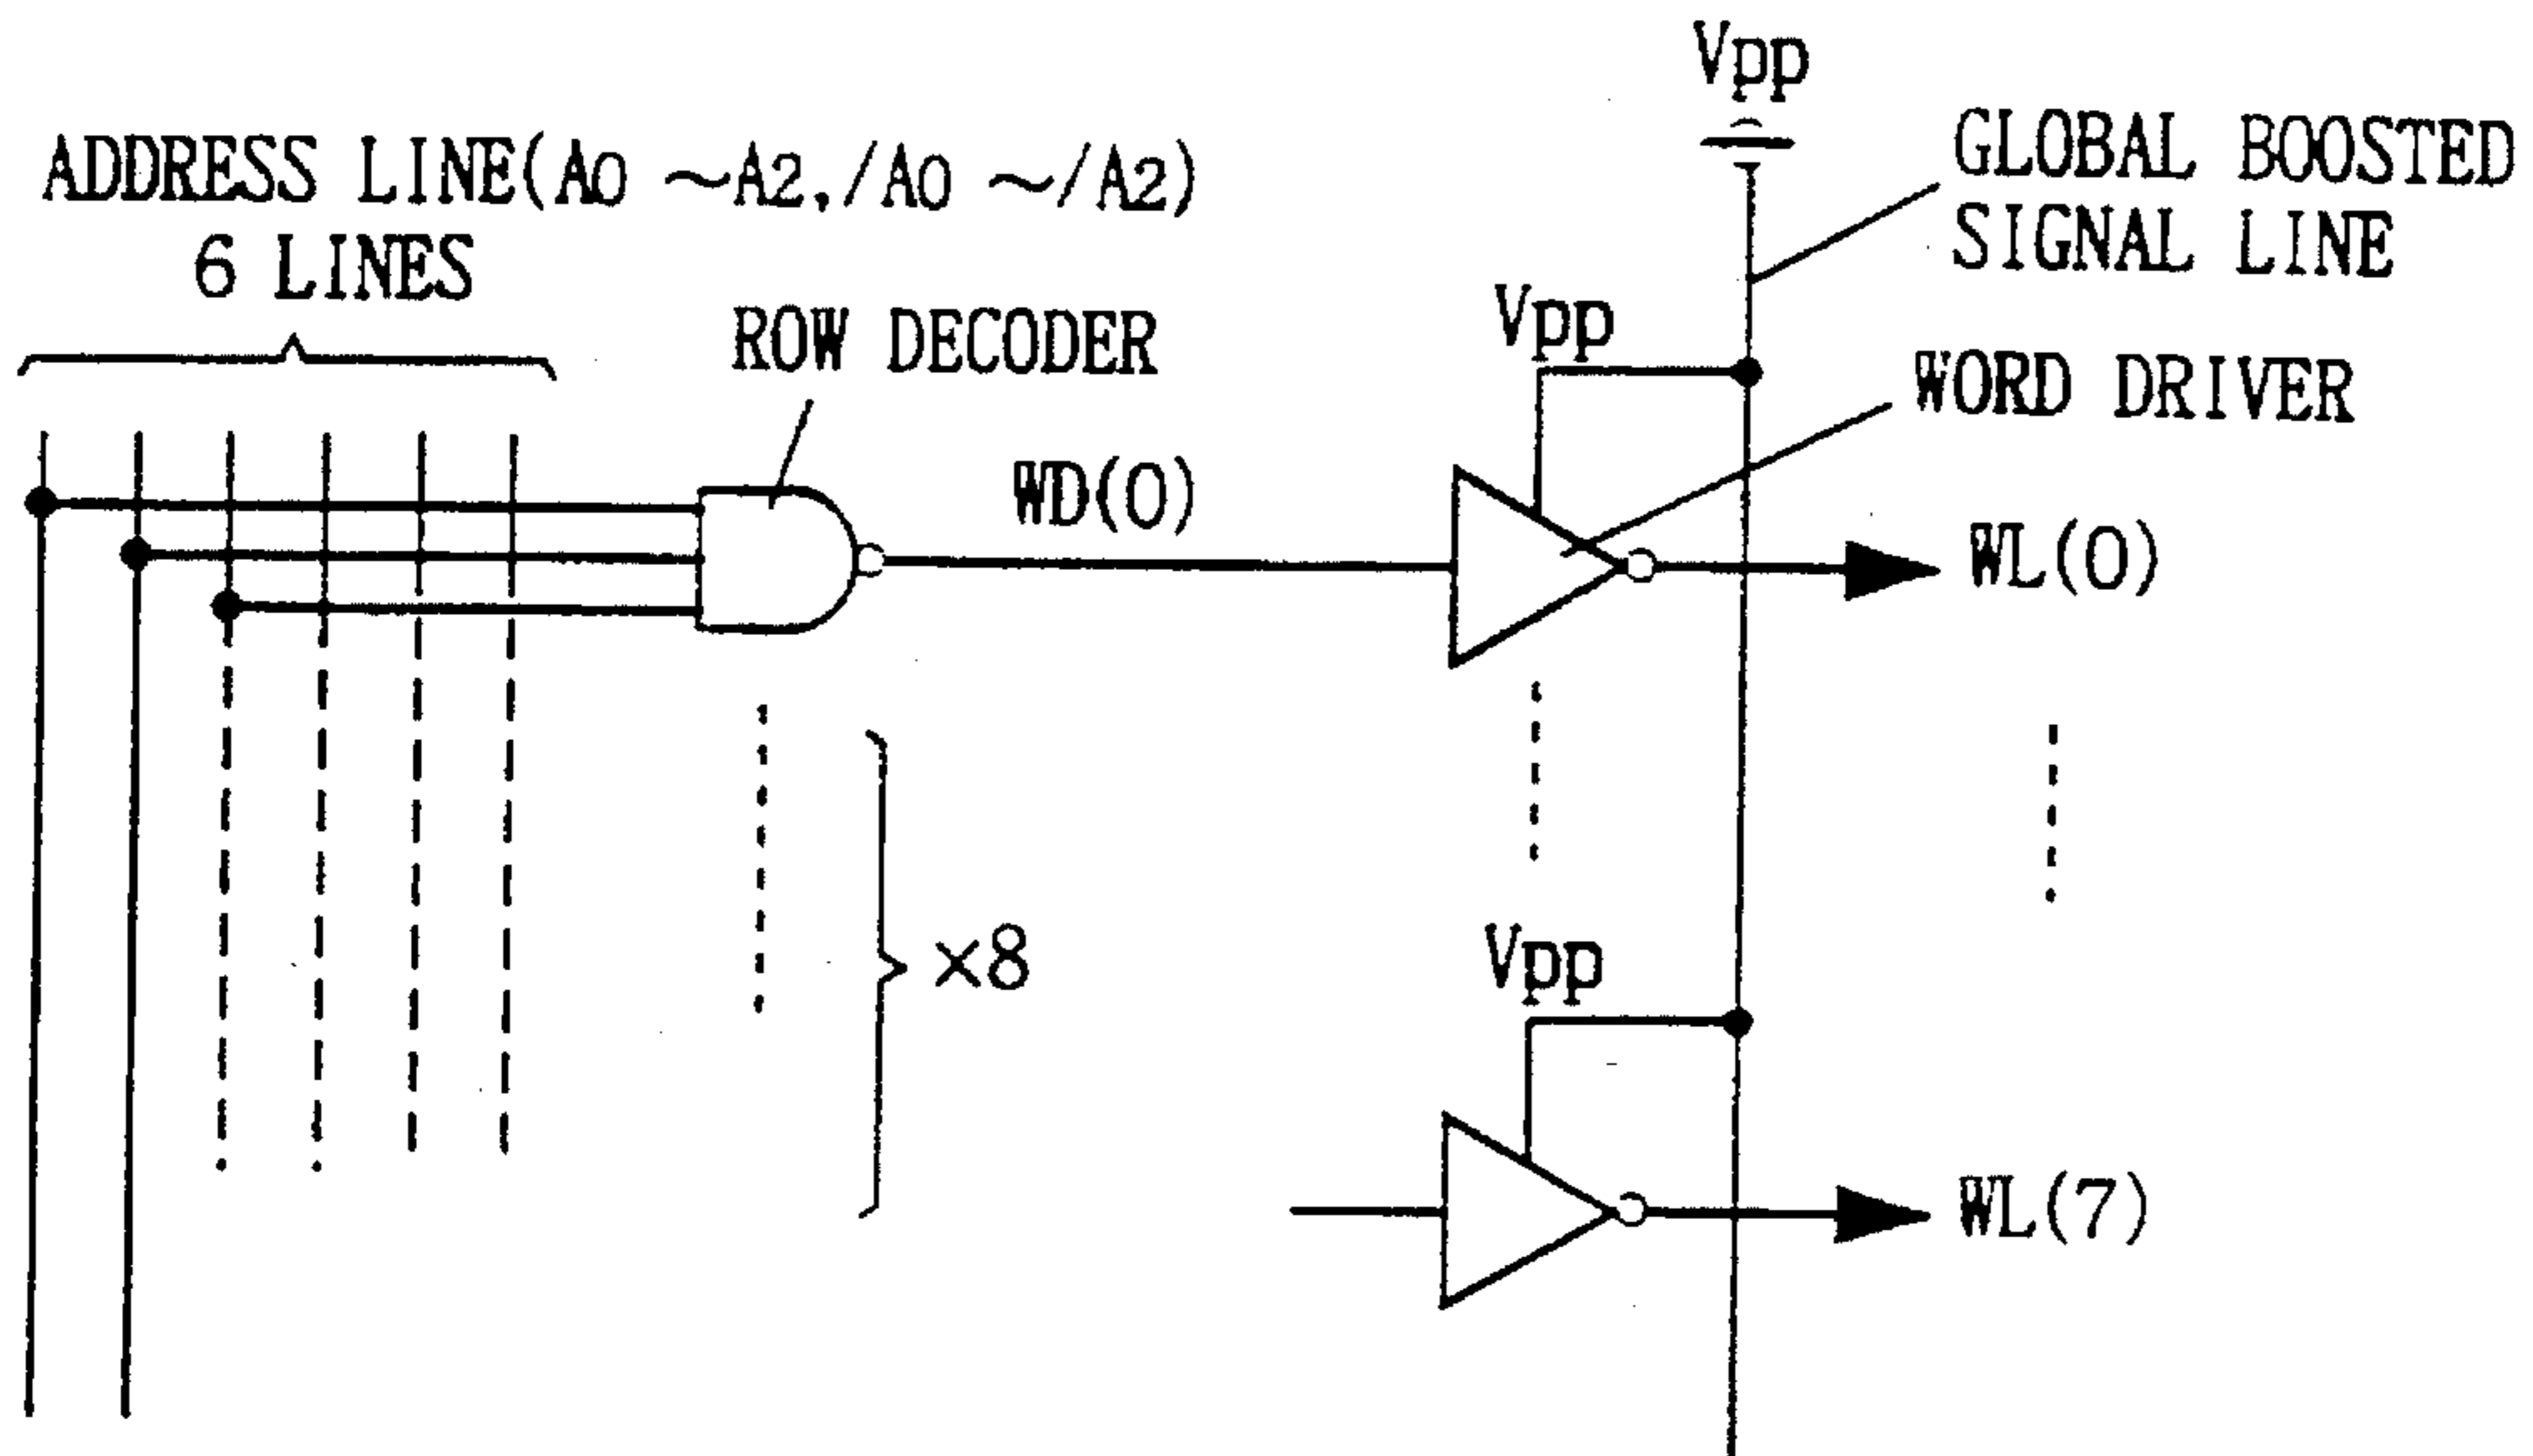 Vpp
GLOBAL BOOSTED
SIGNAL LINE
ADDRESS LINE(A0 ~A2,/A0 ~/A2)
6 LINES
ROW DECODER
Vpp
WORD DRIVER
WD(0)
WL(0)
×8
Vpp
WL(7)